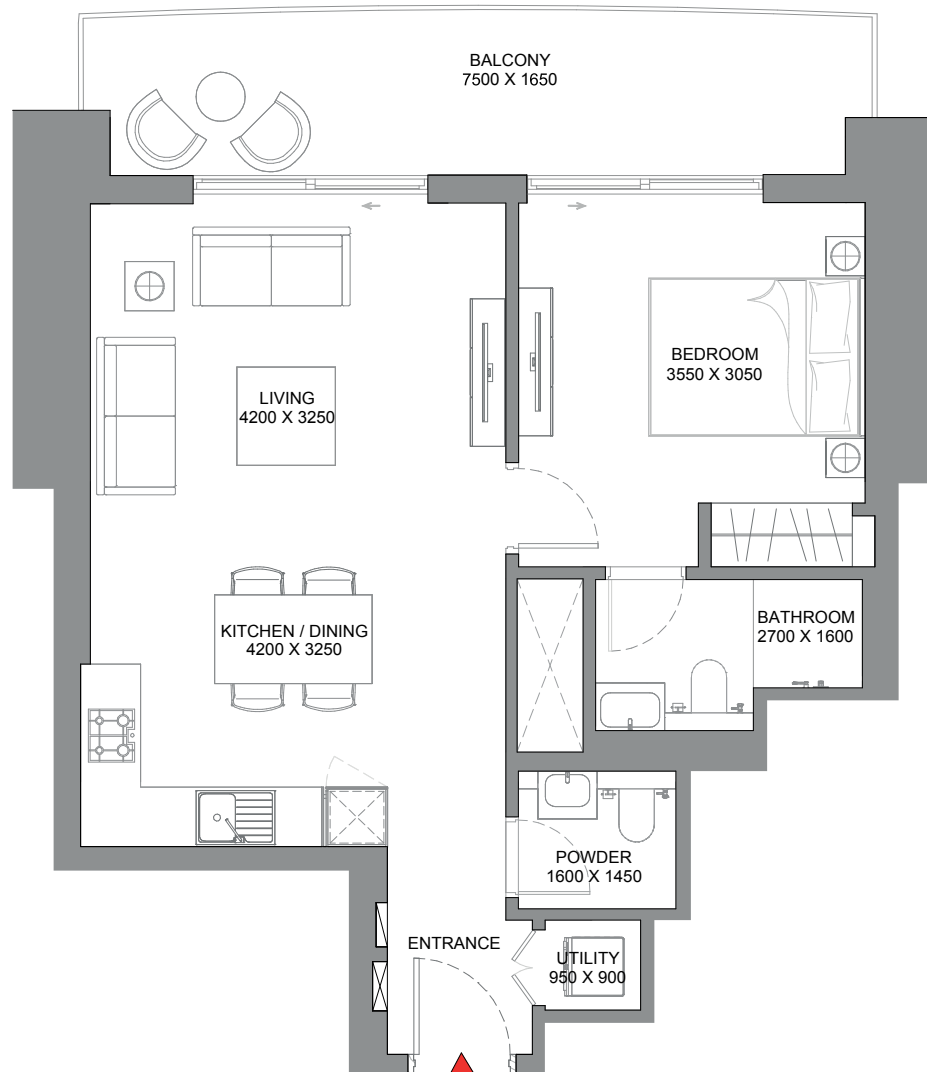 BALCONY
7500 X 1650
BEDROOM
3550 X 3050
LIVING
4200 X 3250
KITCHEN / DINING
4200 X 3250
BATHROOM
2700 X 1600
POWDER
1600 X 1450
ENTRANCE
UTILITY
950 X 900